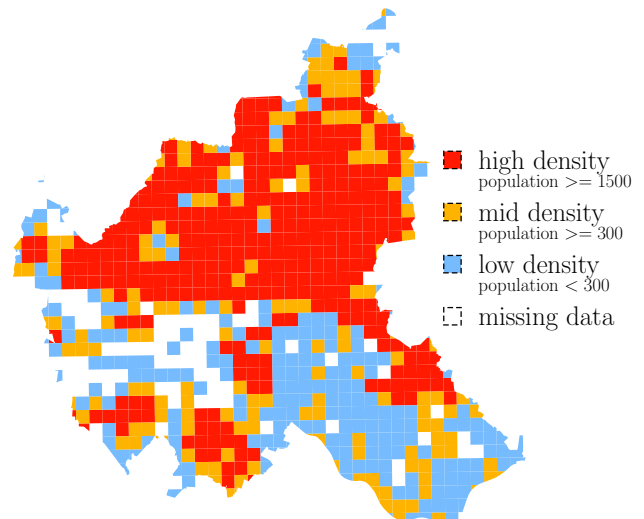 high density
population >= 1500
mid density
population >= 300
low density
population < 300
missing data